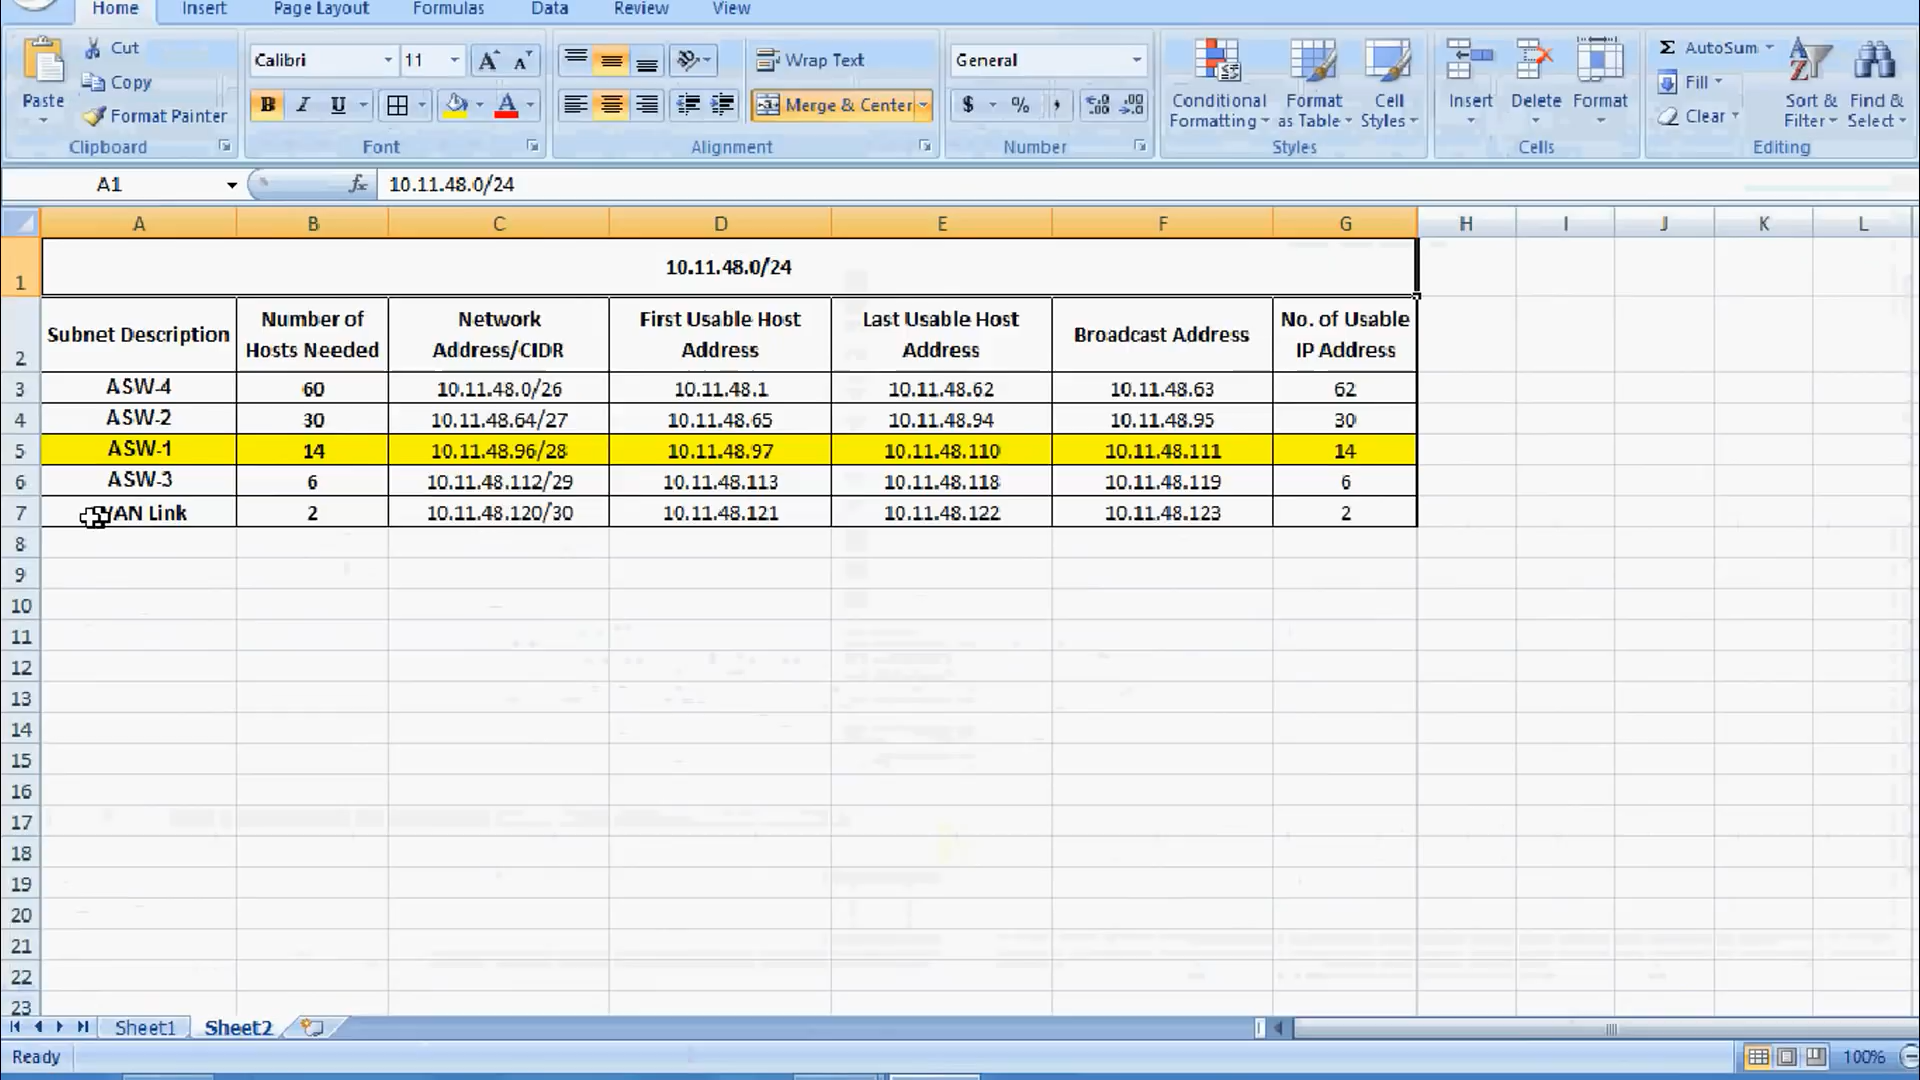 Home Insert Page Layout Formulas Data Review View
Cut
Copy
Format Painter
Paste
Clipboard
Calibri 11
B I U A
Font
Wrap Text
Merge & Center
Alignment
General
$ % ,
Number
Conditional Formatting
Format as Table
Cell Styles
Styles
Insert Delete Format
Cells
Σ AutoSum
Fill
Clear
Sort & Filter
Find & Select
Editing
A1 fx 10.11.48.0/24
A B C D E F G H I J K L
1 10.11.48.0/24
2 Subnet Description Number of Hosts Needed Network Address/CIDR First Usable Host Address Last Usable Host Address Broadcast Address No. of Usable IP Address
3 ASW-4 60 10.11.48.0/26 10.11.48.1 10.11.48.62 10.11.48.63 62
4 ASW-2 30 10.11.48.64/27 10.11.48.65 10.11.48.94 10.11.48.95 30
5 ASW-1 14 10.11.48.96/28 10.11.48.97 10.11.48.110 10.11.48.111 14
6 ASW-3 6 10.11.48.112/29 10.11.48.113 10.11.48.118 10.11.48.119 6
7 WAN Link 2 10.11.48.120/30 10.11.48.121 10.11.48.122 10.11.48.123 2
8
9
10
11
12
13
14
15
16
17
18
19
20
21
22
23
Sheet1 Sheet2
Ready 100%